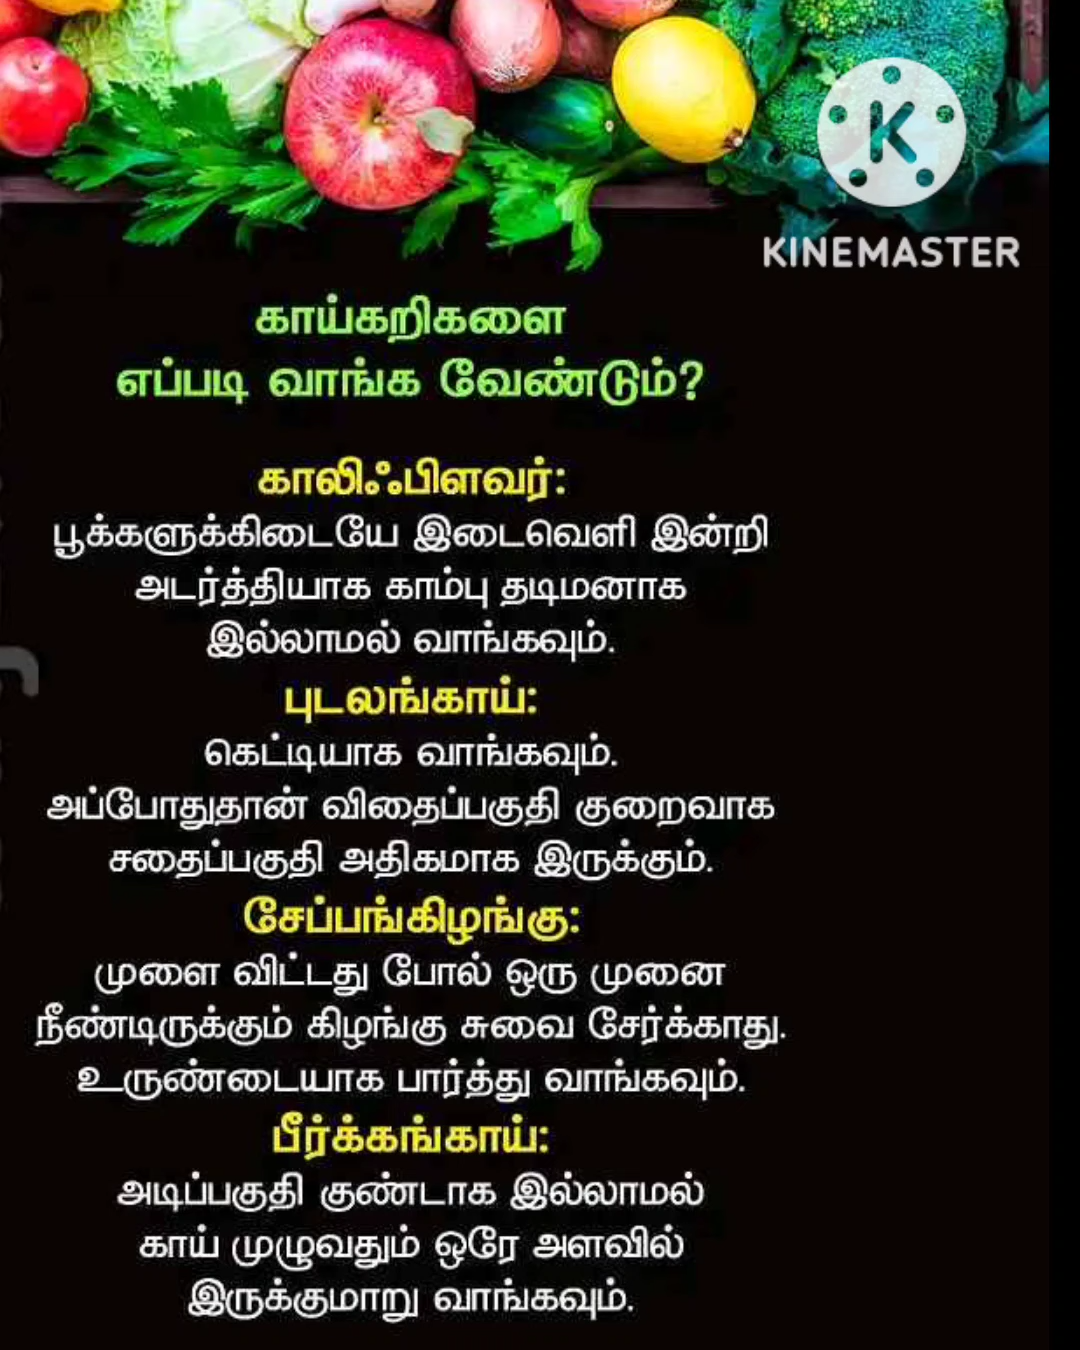 KINEMASTER
காய்கறிகளை
எப்படி வாங்க வேண்டும்?
காலிஃபிளவர்:
பூக்களுக்கிடையே இடைவெளி இன்றி
அடர்த்தியாக காம்பு தடிமனாக
இல்லாமல் வாங்கவும்.
புடலங்காய்:
கெட்டியாக வாங்கவும்.
அப்போதுதான் விதைப்பகுதி குறைவாக
சதைப்பகுதி அதிகமாக இருக்கும்.
சேப்பங்கிழங்கு:
முளை விட்டது போல் ஒரு முனை
நீண்டிருக்கும் கிழங்கு சுவை சேர்க்காது.
உருண்டையாக பார்த்து வாங்கவும்.
பீர்க்கங்காய்:
அடிப்பகுதி குண்டாக இல்லாமல்
காய் முழுவதும் ஒரே அளவில்
இருக்குமாறு வாங்கவும்.